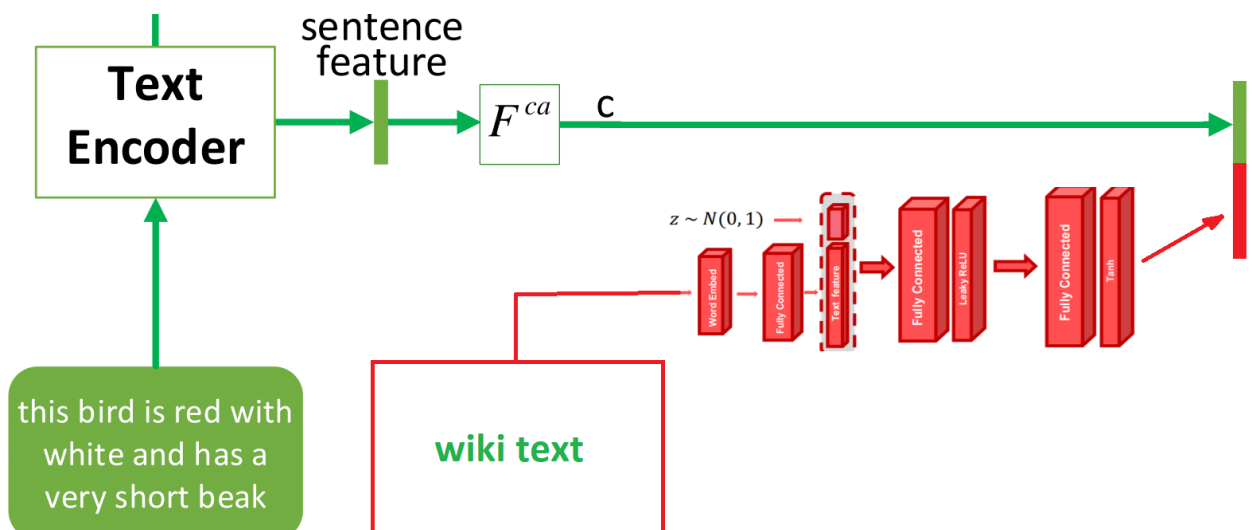 sentence
feature
Text
Encoder
F^{ca}
c
z ~ N(0, 1)
Word Embed
Fully Connected
Text feature
Fully Connected
Leaky ReLU
Fully Connected
Tanh
this bird is red with
white and has a
very short beak
wiki text